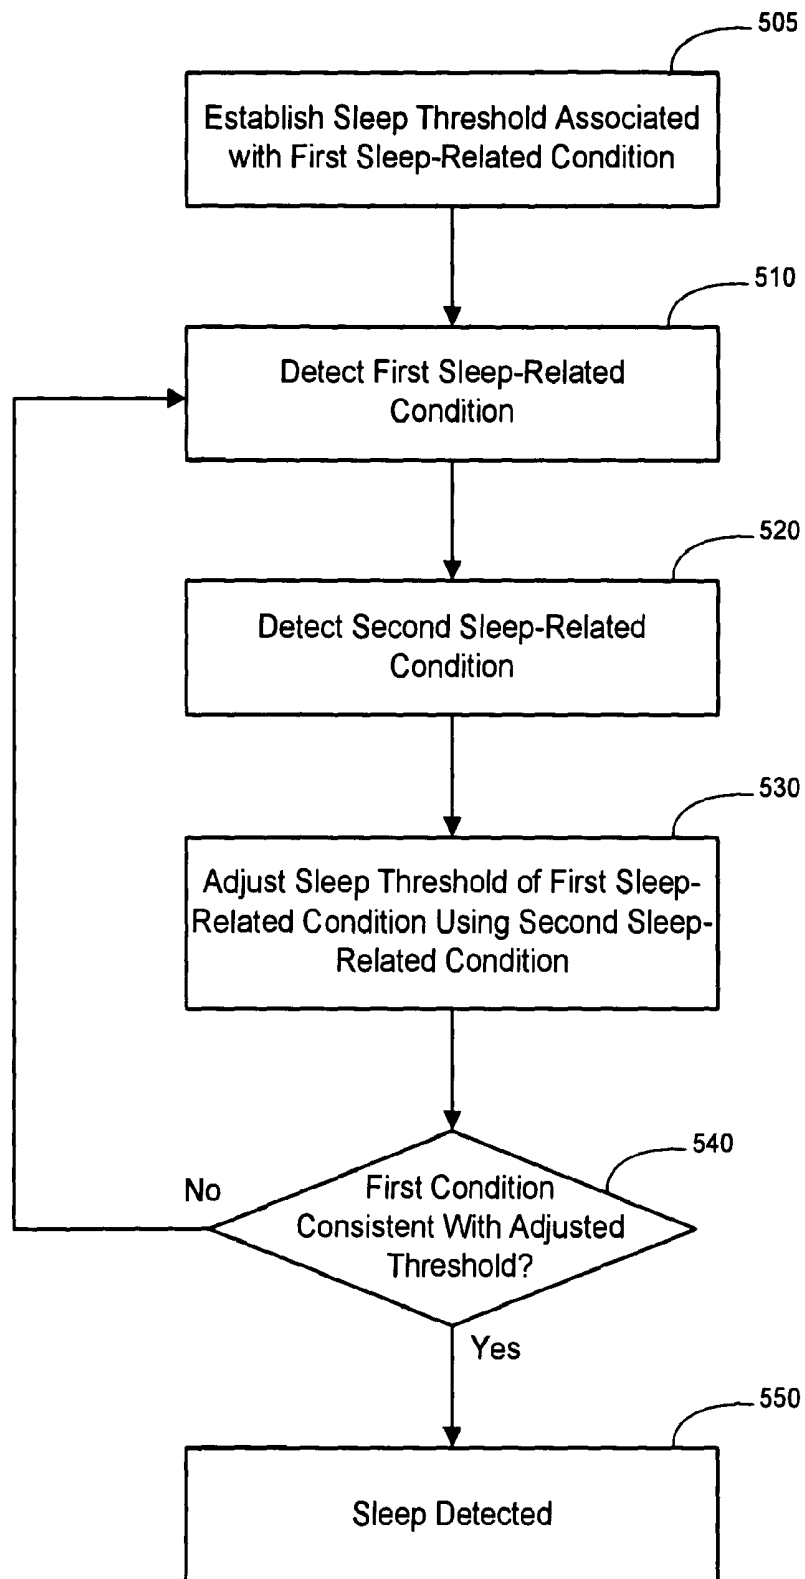 505
Establish Sleep Threshold Associated
with First Sleep-Related Condition
510
Detect First Sleep-Related
Condition
520
Detect Second Sleep-Related
Condition
530
Adjust Sleep Threshold of First Sleep-
Related Condition Using Second Sleep-
Related Condition
540
No
First Condition
Consistent With Adjusted
Threshold?
Yes
550
Sleep Detected